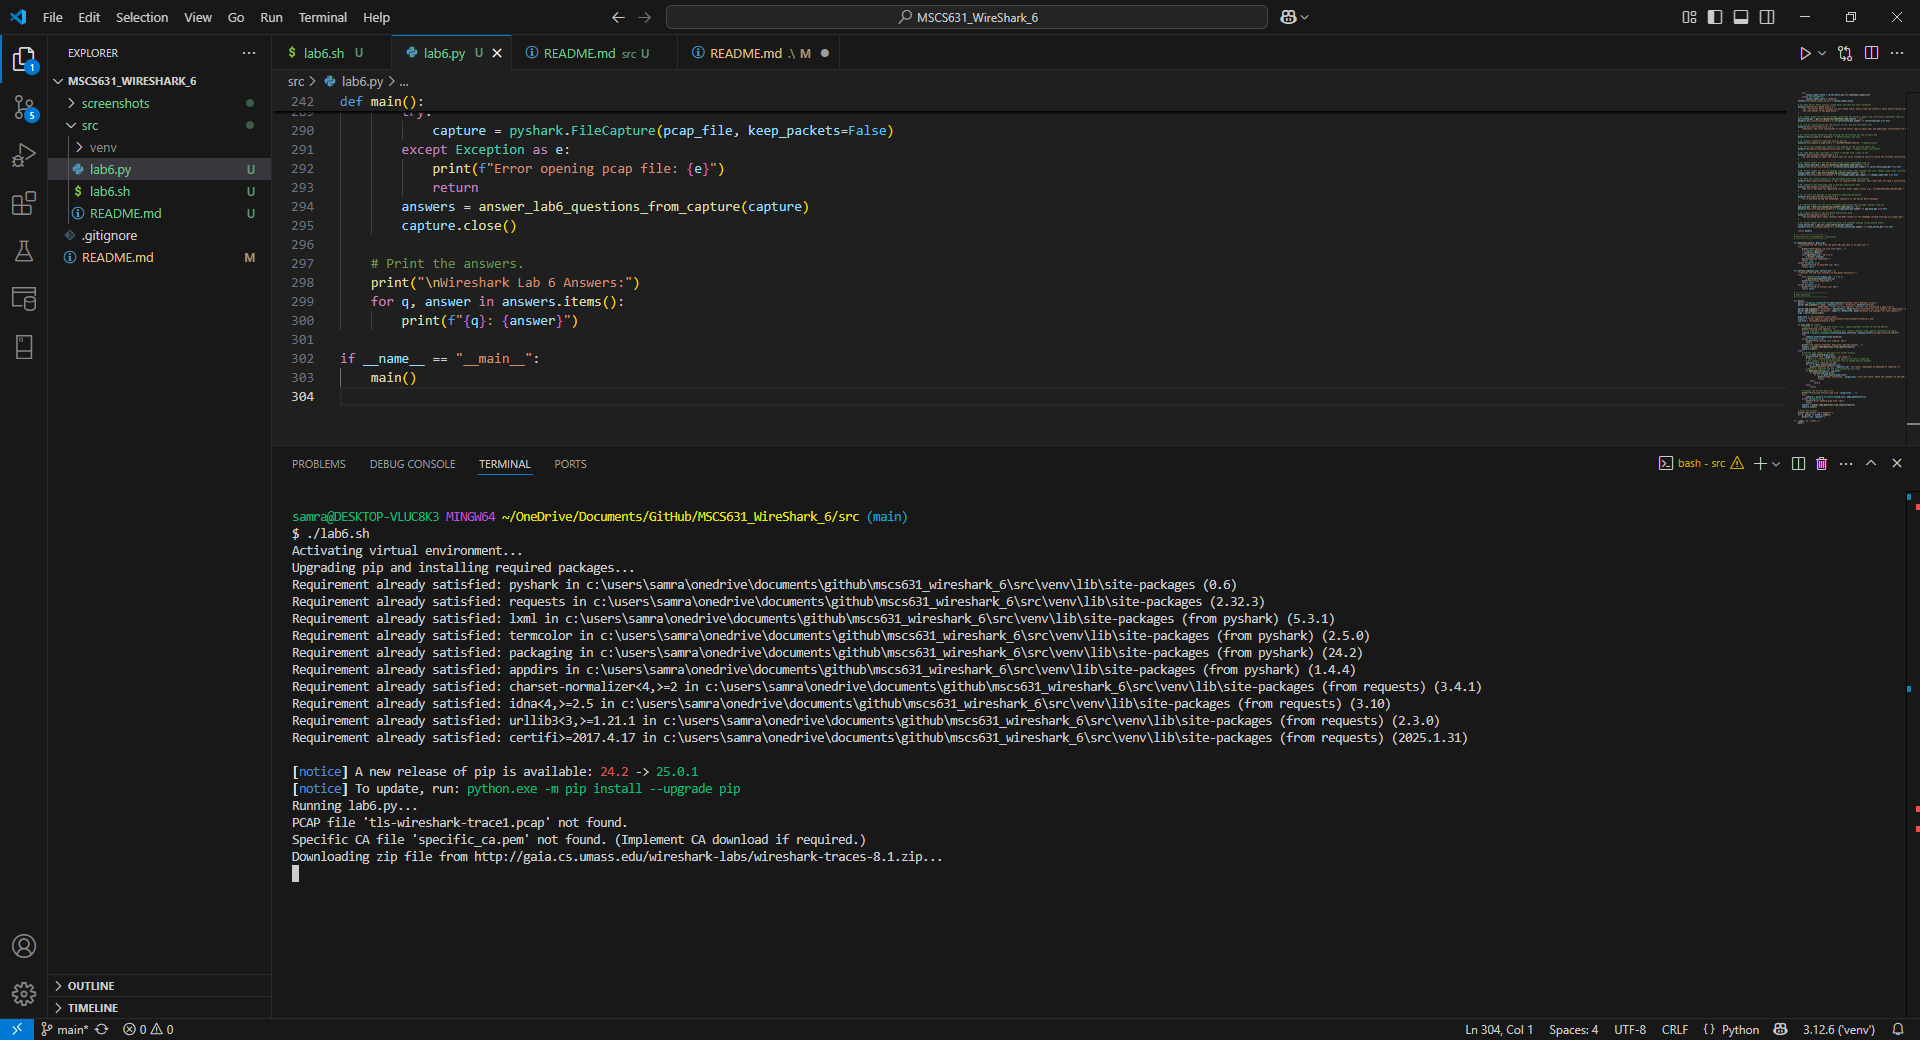 File Edit Selection View Go Run Terminal Help
MSCS631_WireShark_6
EXPLORER
MSCS631_WIRESHARK_6
screenshots
src
venv
lab6.py U
lab6.sh U
README.md U
.gitignore
README.md M
OUTLINE
TIMELINE
1
5
$ lab6.sh U
lab6.py U
README.md src U
README.md .\ M
src > lab6.py > ...
242 def main():
289 try:
290 capture = pyshark.FileCapture(pcap_file, keep_packets=False)
291 except Exception as e:
292 print(f"Error opening pcap file: {e}")
293 return
294 answers = answer_lab6_questions_from_capture(capture)
295 capture.close()
296
297 # Print the answers.
298 print("\nWireshark Lab 6 Answers:")
299 for q, answer in answers.items():
300 print(f"{q}: {answer}")
301
302 if __name__ == "__main__":
303 main()
304
PROBLEMS DEBUG CONSOLE TERMINAL PORTS
bash - src
samra@DESKTOP-VLUC8K3 MINGW64 ~/OneDrive/Documents/GitHub/MSCS631_WireShark_6/src (main)
$ ./lab6.sh
Activating virtual environment...
Upgrading pip and installing required packages...
Requirement already satisfied: pyshark in c:\users\samra\onedrive\documents\github\mscs631_wireshark_6\src\venv\lib\site-packages (0.6)
Requirement already satisfied: requests in c:\users\samra\onedrive\documents\github\mscs631_wireshark_6\src\venv\lib\site-packages (2.32.3)
Requirement already satisfied: lxml in c:\users\samra\onedrive\documents\github\mscs631_wireshark_6\src\venv\lib\site-packages (from pyshark) (5.3.1)
Requirement already satisfied: termcolor in c:\users\samra\onedrive\documents\github\mscs631_wireshark_6\src\venv\lib\site-packages (from pyshark) (2.5.0)
Requirement already satisfied: packaging in c:\users\samra\onedrive\documents\github\mscs631_wireshark_6\src\venv\lib\site-packages (from pyshark) (24.2)
Requirement already satisfied: appdirs in c:\users\samra\onedrive\documents\github\mscs631_wireshark_6\src\venv\lib\site-packages (from pyshark) (1.4.4)
Requirement already satisfied: charset-normalizer<4,>=2 in c:\users\samra\onedrive\documents\github\mscs631_wireshark_6\src\venv\lib\site-packages (from requests) (3.4.1)
Requirement already satisfied: idna<4,>=2.5 in c:\users\samra\onedrive\documents\github\mscs631_wireshark_6\src\venv\lib\site-packages (from requests) (3.10)
Requirement already satisfied: urllib3<3,>=1.21.1 in c:\users\samra\onedrive\documents\github\mscs631_wireshark_6\src\venv\lib\site-packages (from requests) (2.3.0)
Requirement already satisfied: certifi>=2017.4.17 in c:\users\samra\onedrive\documents\github\mscs631_wireshark_6\src\venv\lib\site-packages (from requests) (2025.1.31)
[notice] A new release of pip is available: 24.2 -> 25.0.1
[notice] To update, run: python.exe -m pip install --upgrade pip
Running lab6.py...
PCAP file 'tls-wireshark-trace1.pcap' not found.
Specific CA file 'specific_ca.pem' not found. (Implement CA download if required.)
Downloading zip file from http://gaia.cs.umass.edu/wireshark-labs/wireshark-traces-8.1.zip...
main* 0 0
Ln 304, Col 1 Spaces: 4 UTF-8 CRLF {} Python 3.12.6 ('venv')